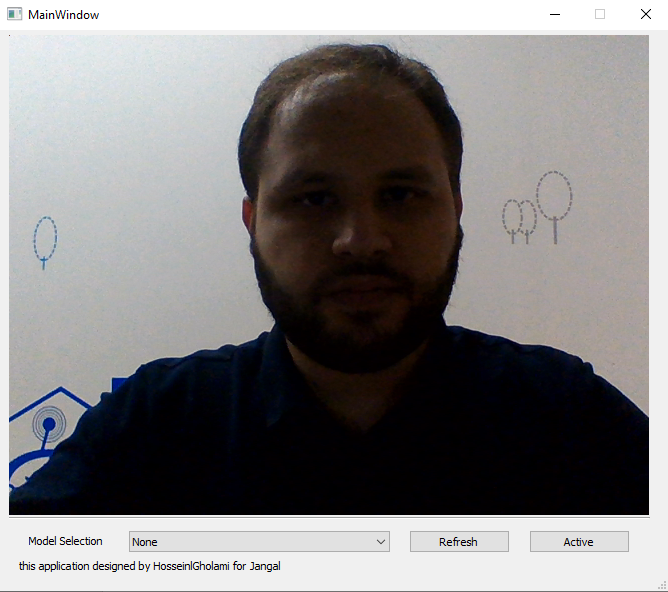 MainWindow
Model Selection None Refresh Active
this application designed by HosseinlGholami for Jangal